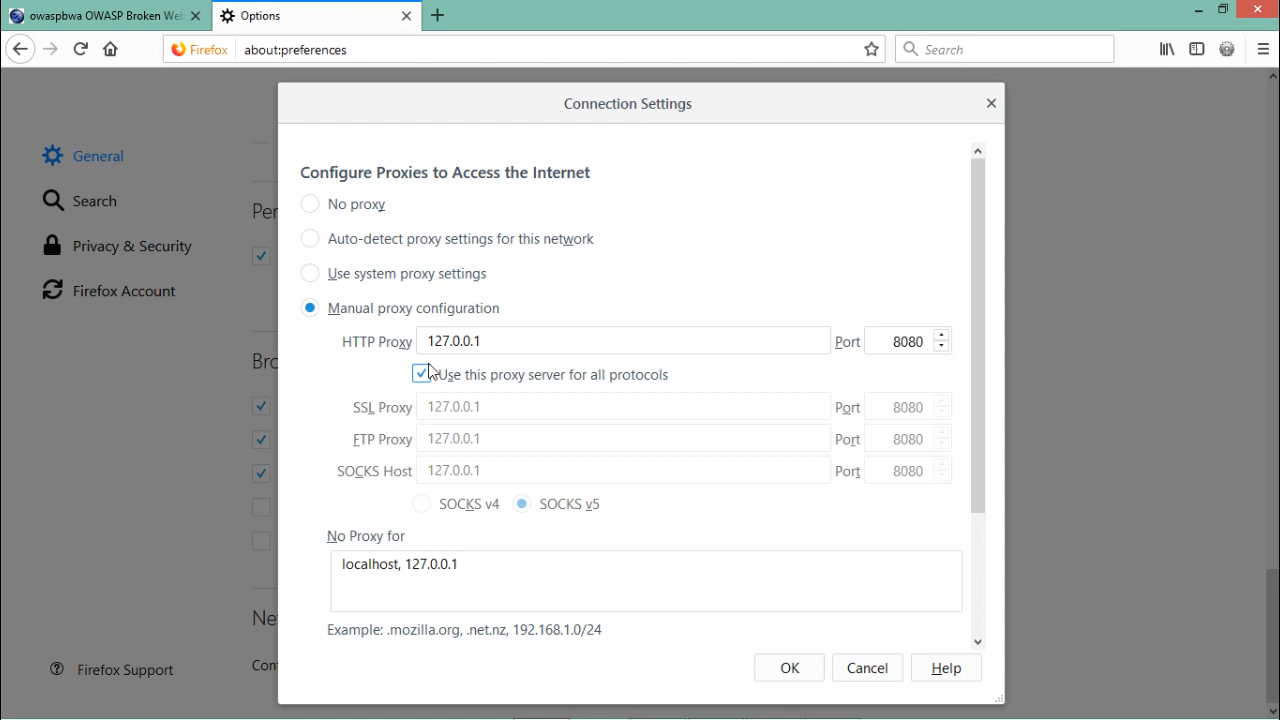 owaspbwa OWASP Broken We
Options
Firefox
about:preferences
Search
Connection Settings
General
Search
Privacy & Security
Firefox Account
Firefox Support
Configure Proxies to Access the Internet
No proxy
Auto-detect proxy settings for this network
Use system proxy settings
Manual proxy configuration
HTTP Proxy 127.0.0.1 Port 8080
Use this proxy server for all protocols
SSL Proxy 127.0.0.1 Port 8080
FTP Proxy 127.0.0.1 Port 8080
SOCKS Host 127.0.0.1 Port 8080
SOCKS v4 SOCKS v5
No Proxy for
localhost, 127.0.0.1
Example: .mozilla.org, .net.nz, 192.168.1.0/24
OK Cancel Help